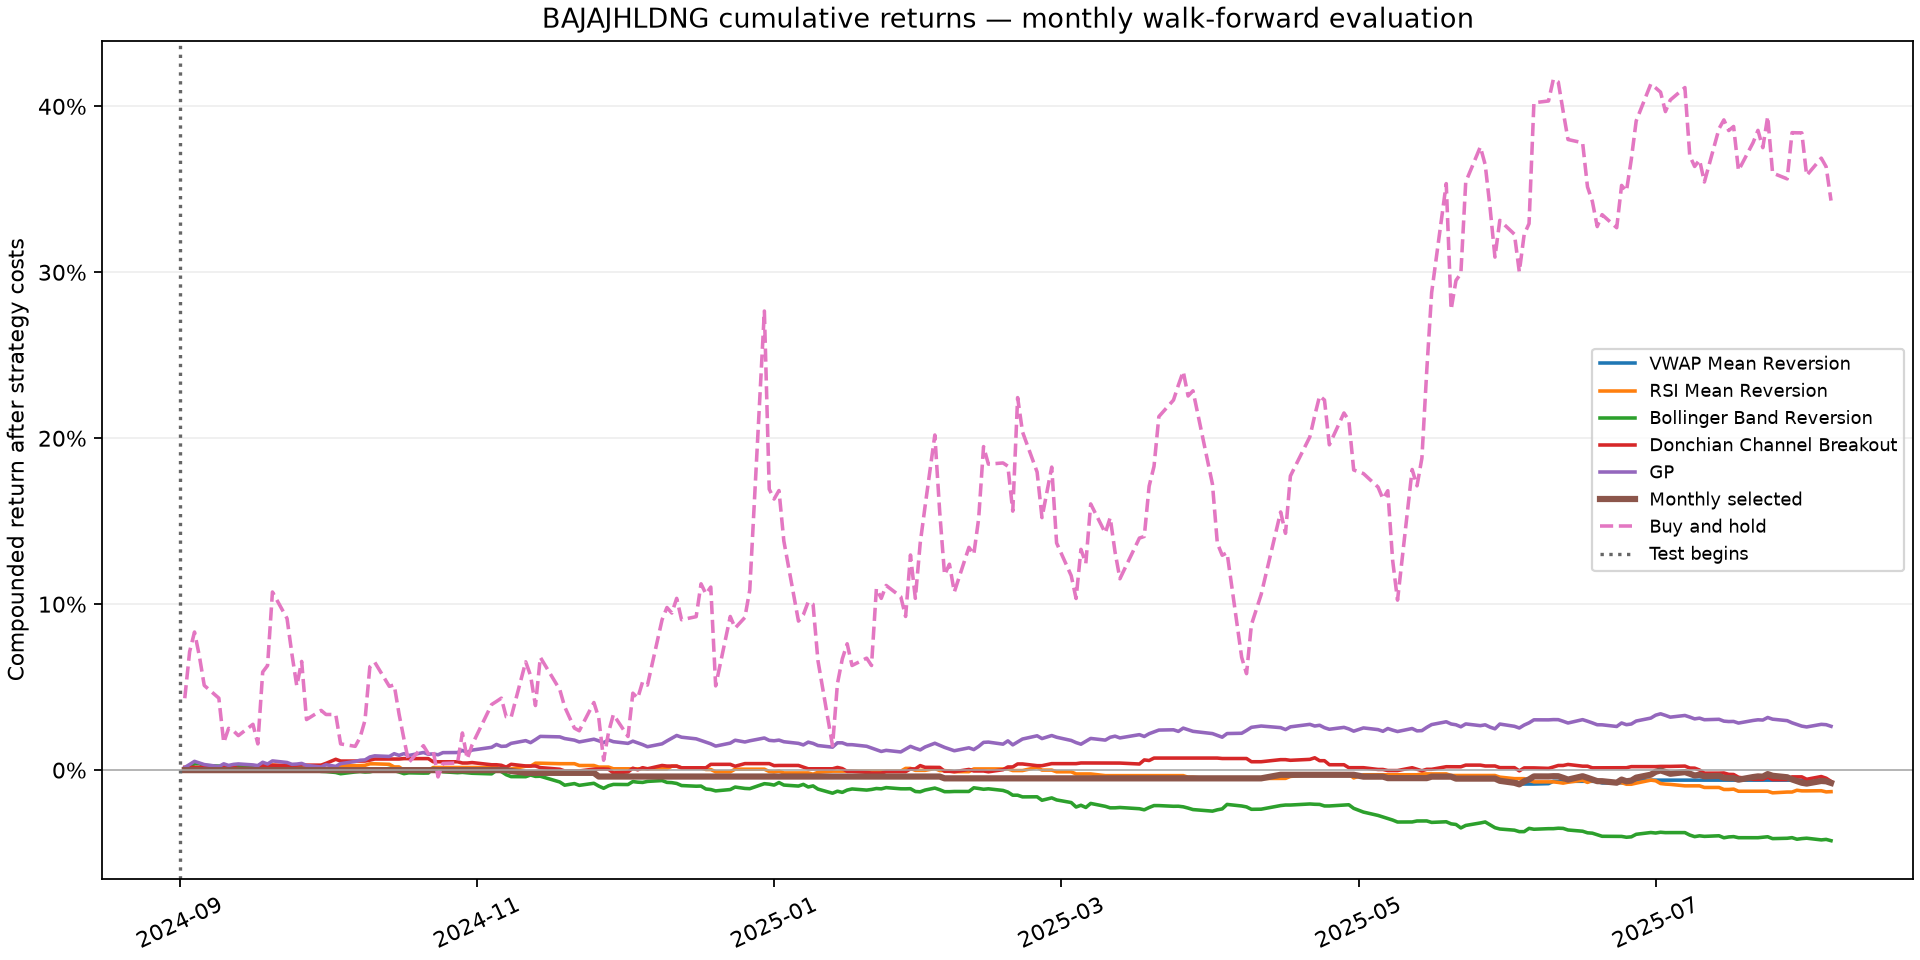 BAJAJHLDNG cumulative returns — monthly walk-forward evaluation
Compounded return after strategy costs
40%
30%
20%
10%
0%
VWAP Mean Reversion
RSI Mean Reversion
Bollinger Band Reversion
Donchian Channel Breakout
GP
Monthly selected
Buy and hold
Test begins
2024-09
2024-11
2025-01
2025-03
2025-05
2025-07